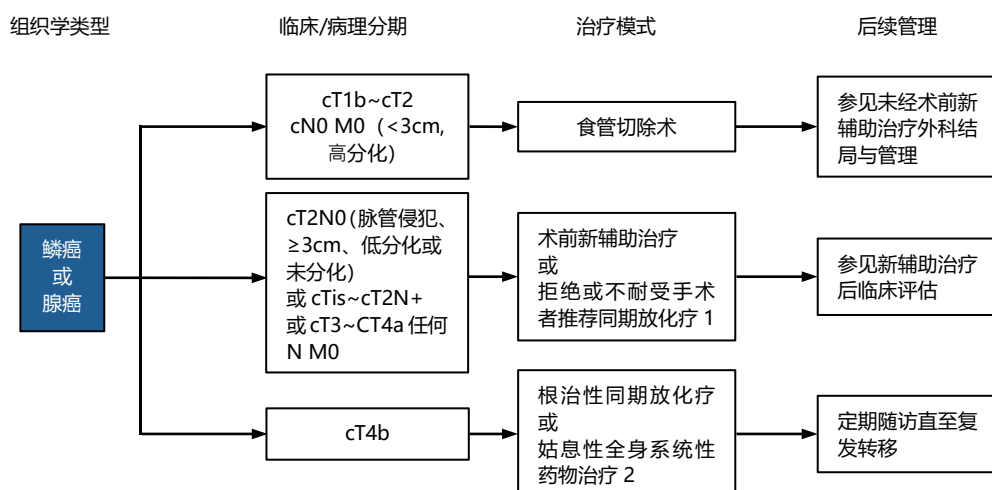 组织学类型
临床/病理分期
治疗模式
后续管理
鳞癌
或
腺癌
cT1b~cT2
cN0 M0（<3cm,
高分化）
食管切除术
参见未经术前新
辅助治疗外科结
局与管理
cT2N0（脉管侵犯、
≥3cm、低分化或
未分化）
或 cTis~cT2N+
或 cT3~CT4a 任何
N M0
术前新辅助治疗
或
拒绝或不耐受手术
者推荐同期放化疗 1
参见新辅助治疗
后临床评估
cT4b
根治性同期放化疗
或
姑息性全身系统性
药物治疗 2
定期随访直至复
发转移